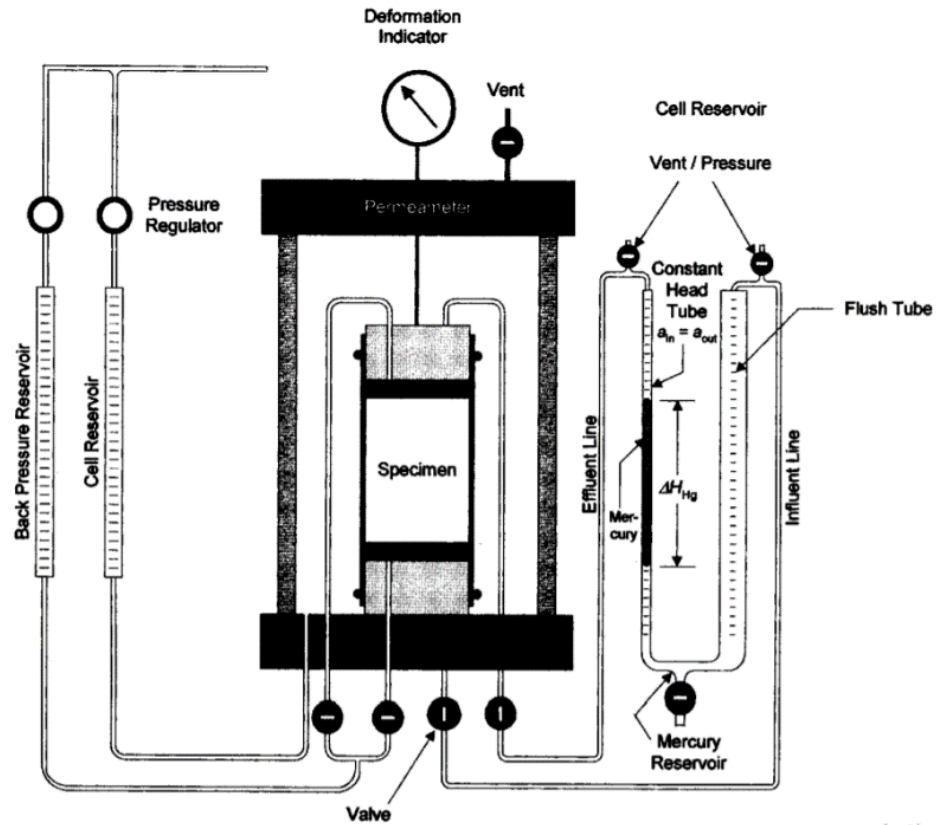 Deformation
Indicator
Vent
Cell Reservoir
Vent / Pressure
Permeameter
Pressure
Regulator
Constant
Head
Tube
a_in = a_out
Flush Tube
Back Pressure Reservoir
Cell Reservoir
Specimen
Effluent Line
Mer-
cury
ΔH_Hg
Influent Line
Mercury
Reservoir
Valve